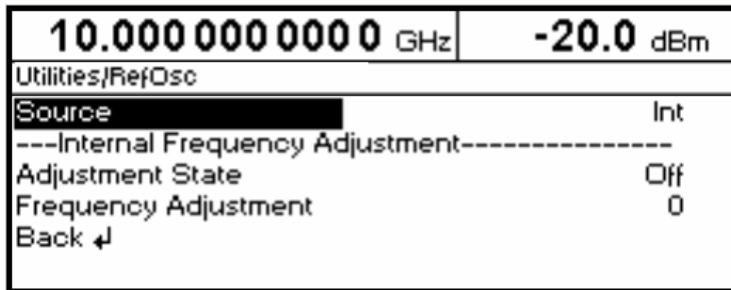 10.000 000 000 0 GHz -20.0 dBm
Utilities/RefOsc
Source Int
---Internal Frequency Adjustment---------------
Adjustment State Off
Frequency Adjustment 0
Back ↲